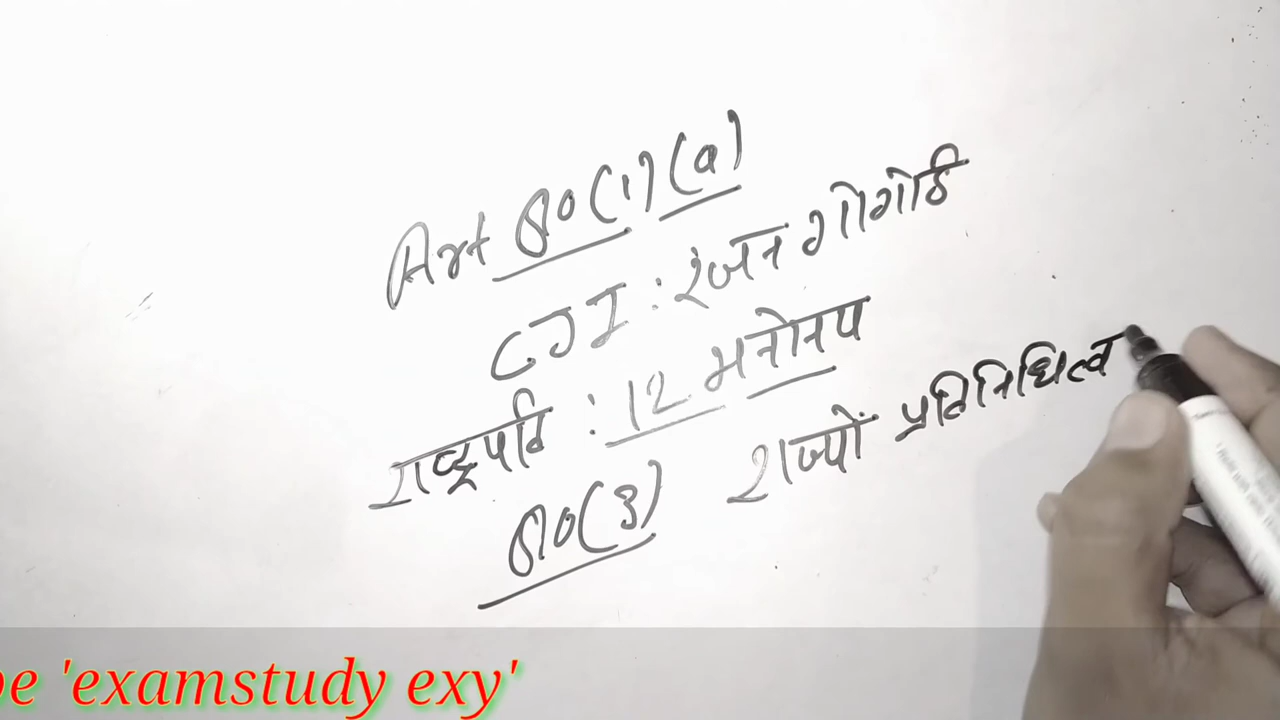 Art 80(1)(a)
CJI : रंजन गोगोई
राष्ट्रपति : 12 मनोनय
80(3) राज्यों प्रतिनिधित्व
be 'examstudy exy'